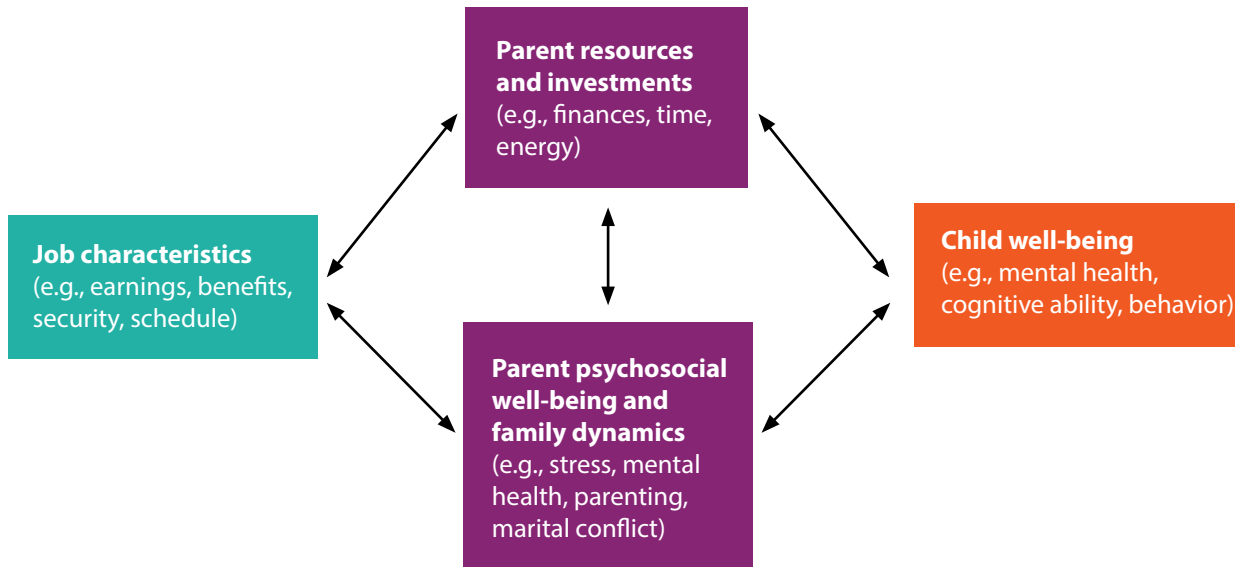 Parent resources
and investments
(e.g., finances, time,
energy)
Job characteristics
(e.g., earnings, benefits,
security, schedule)
Child well-being
(e.g., mental health,
cognitive ability, behavior)
Parent psychosocial
well-being and
family dynamics
(e.g., stress, mental
health, parenting,
marital conflict)